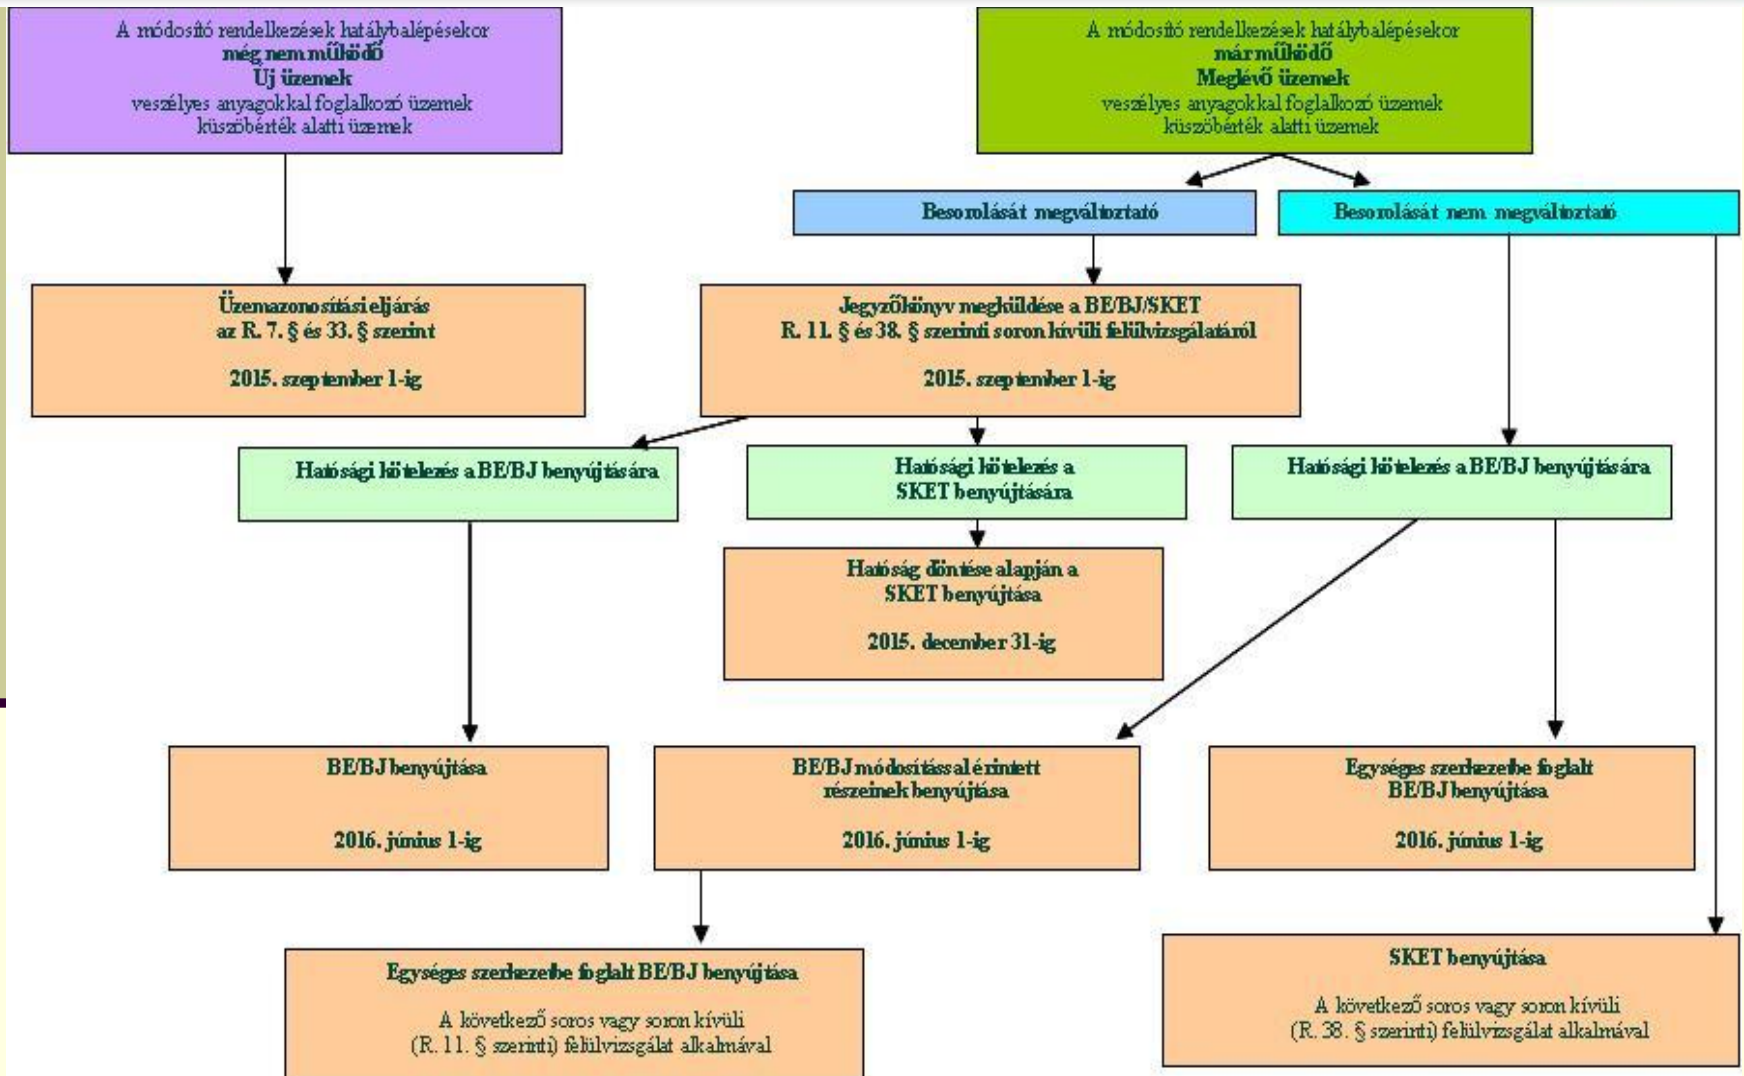 A módosító rendelkezések hatálybalépésekor
még nem működő
Új üzemek
veszélyes anyagokkal foglalkozó üzemek
küszöbérték alatti üzemek
A módosító rendelkezések hatálybalépésekor
már működő
Meglévő üzemek
veszélyes anyagokkal foglalkozó üzemek
küszöbérték alatti üzemek
Besorolását megváltoztató
Besorolását nem megváltoztató
Üzemazonosítási eljárás
az R. 7. § és 33. § szerint
2015. szeptember 1-ig
Jegyzőkönyv megküldése a BE/BJ/SKET
R. 11. § és 38. § szerinti soron kívüli felülvizsgálatáról
2015. szeptember 1-ig
Hatósági kötelezés a BE/BJ benyújtására
Hatósági kötelezés a
SKET benyújtására
Hatósági kötelezés a BE/BJ benyújtására
Hatóság döntése alapján a
SKET benyújtása
2015. december 31-ig
BE/BJ benyújtása
2016. június 1-ig
BE/BJ módosítással érintett
részeinek benyújtása
2016. június 1-ig
Egységes szerkezetbe foglalt
BE/BJ benyújtása
2016. június 1-ig
Egységes szerkezetbe foglalt BE/BJ benyújtása
A következő soros vagy soron kívüli
(R. 11. § szerinti) felülvizsgálat alkalmával
SKET benyújtása
A következő soros vagy soron kívüli
(R. 38. § szerinti) felülvizsgálat alkalmával